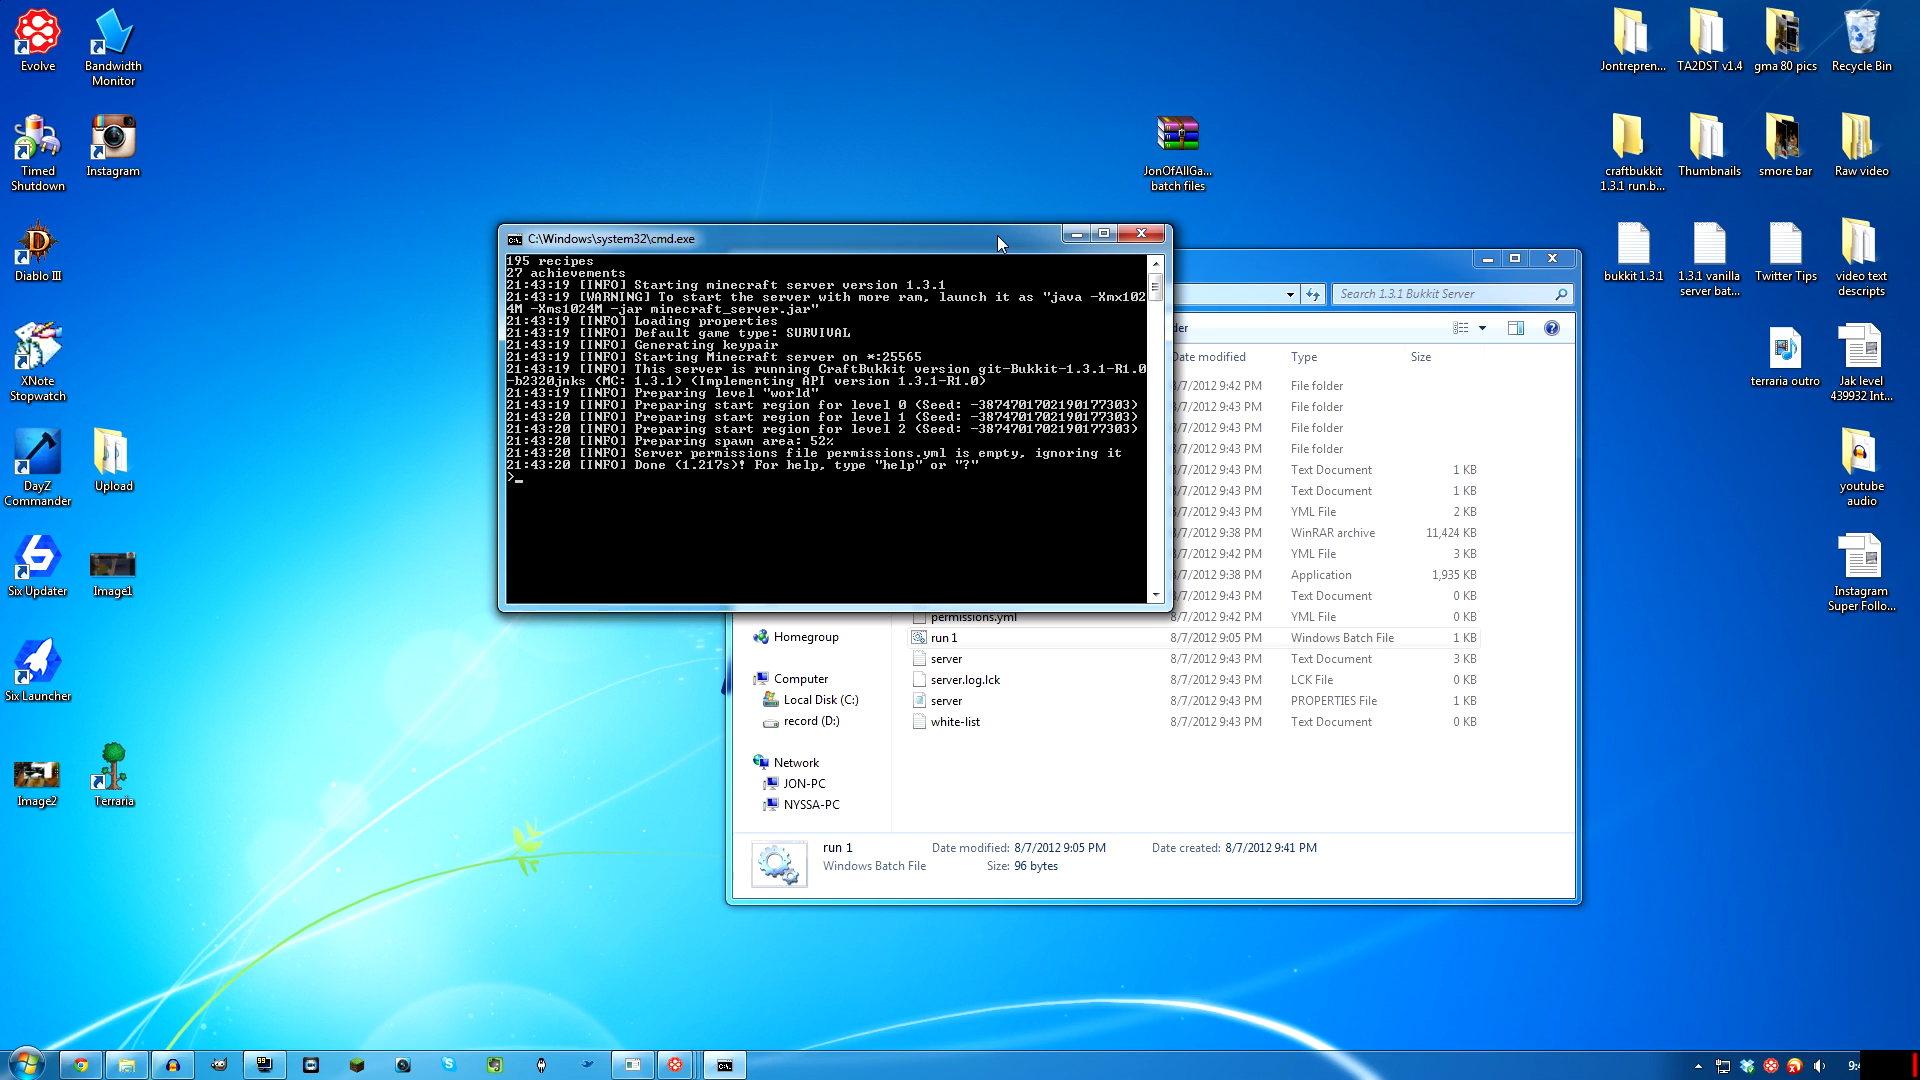 Evolve
Bandwidth
Monitor
Timed
Shutdown
Instagram
Diablo III
XNote
Stopwatch
DayZ
Commander
Upload
Six Updater
Image1
Six Launcher
Image2
Terraria
JonOfAllGa...
batch files
Jontrepren...
TA2DST v1.4
gma 80 pics
Recycle Bin
craftbukkit
1.3.1 run.b...
Thumbnails
smore bar
Raw video
bukkit 1.3.1
1.3.1 vanilla
server bat...
Twitter Tips
video text
descripts
terraria outro
Jak level
439932 Int...
youtube
audio
Instagram
Super Follo...
C:\Windows\system32\cmd.exe
195 recipes
27 achievements
21:43:19 [INFO] Starting minecraft server version 1.3.1
21:43:19 [WARNING] To start the server with more ram, launch it as "java -Xmx102
4M -Xms1024M -jar minecraft_server.jar"
21:43:19 [INFO] Loading properties
21:43:19 [INFO] Default game type: SURVIVAL
21:43:19 [INFO] Generating keypair
21:43:19 [INFO] Starting Minecraft server on *:25565
21:43:19 [INFO] This server is running CraftBukkit version git-Bukkit-1.3.1-R1.0
-b2320jnks (MC: 1.3.1) (Implementing API version 1.3.1-R1.0)
21:43:19 [INFO] Preparing level "world"
21:43:19 [INFO] Preparing start region for level 0 (Seed: -3874701702190177303)
21:43:20 [INFO] Preparing start region for level 1 (Seed: -3874701702190177303)
21:43:20 [INFO] Preparing start region for level 2 (Seed: -3874701702190177303)
21:43:20 [INFO] Preparing spawn area: 52%
21:43:20 [INFO] Server permissions file permissions.yml is empty, ignoring it
21:43:20 [INFO] Done (1.217s)! For help, type "help" or "?"
>_
Search 1.3.1 Bukkit Server
der
Date modified Type Size
8/7/2012 9:42 PM File folder
8/7/2012 9:42 PM File folder
8/7/2012 9:42 PM File folder
8/7/2012 9:43 PM File folder
8/7/2012 9:43 PM Text Document 1 KB
8/7/2012 9:43 PM Text Document 1 KB
8/7/2012 9:43 PM YML File 2 KB
8/7/2012 9:38 PM WinRAR archive 11,424 KB
8/7/2012 9:42 PM YML File 3 KB
8/7/2012 9:38 PM Application 1,935 KB
8/7/2012 9:43 PM Text Document 0 KB
permissions.yml 8/7/2012 9:42 PM YML File 0 KB
run 1 8/7/2012 9:05 PM Windows Batch File 1 KB
server 8/7/2012 9:43 PM Text Document 3 KB
server.log.lck 8/7/2012 9:43 PM LCK File 0 KB
server 8/7/2012 9:43 PM PROPERTIES File 1 KB
white-list 8/7/2012 9:43 PM Text Document 0 KB
Homegroup
Computer
Local Disk (C:)
record (D:)
Network
JON-PC
NYSSA-PC
run 1 Date modified: 8/7/2012 9:05 PM Date created: 8/7/2012 9:41 PM
Windows Batch File Size: 96 bytes
99